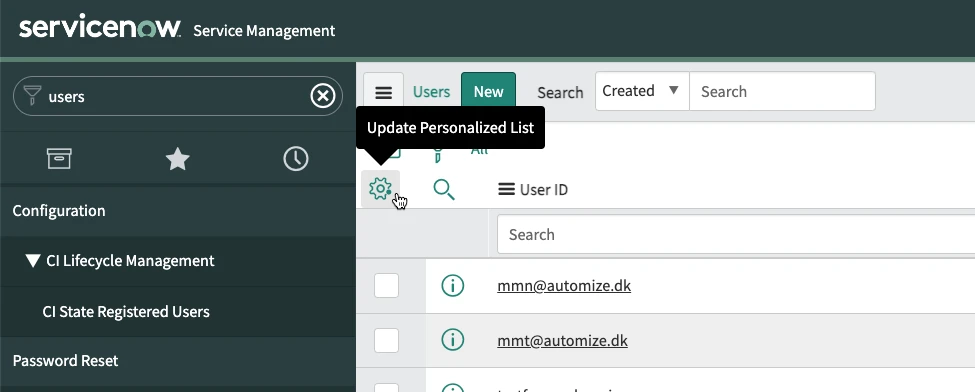 servicenow Service Management
users
Users New Search Created ▼ Search
Update Personalized List
All
User ID
Configuration
Search
▼ CI Lifecycle Management
mmn@automize.dk
CI State Registered Users
mmt@automize.dk
Password Reset